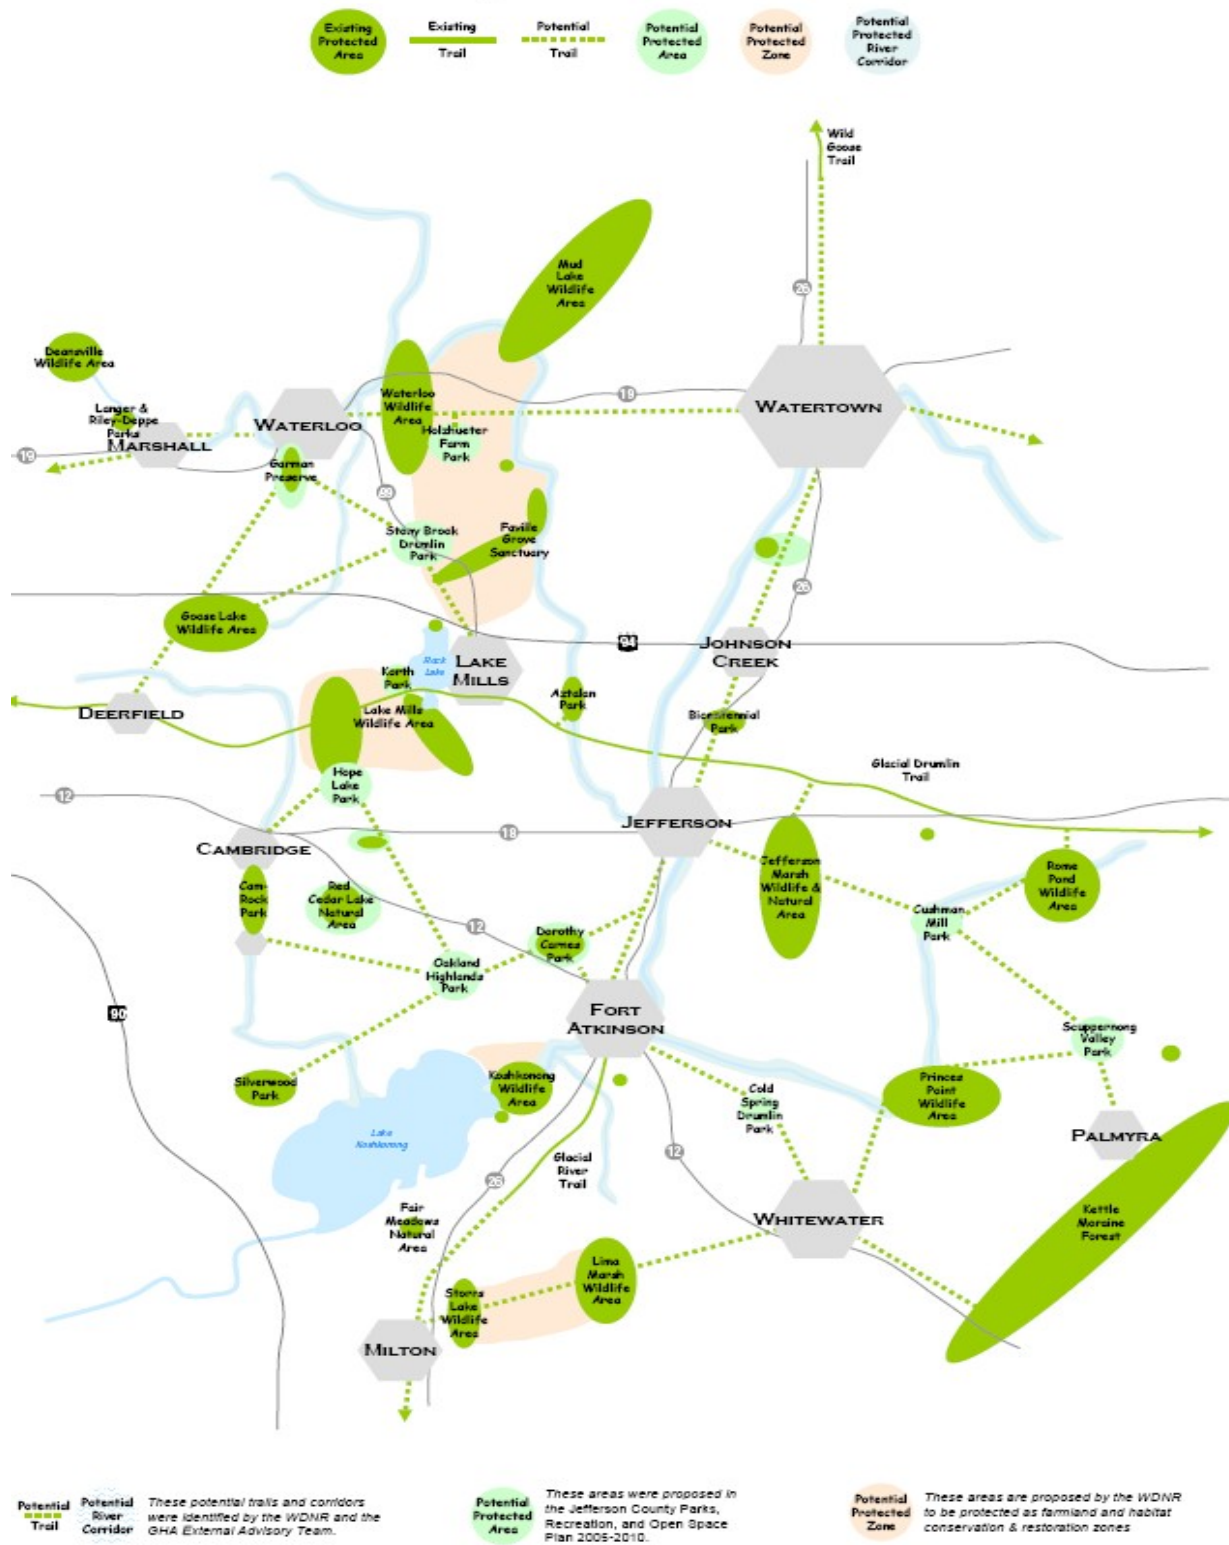 Existing
Protected
Area
Existing
Trail
Potential
Trail
Potential
Protected
Area
Potential
Protected
Zone
Potential
Protected
River
Corridor
Wild
Goose
Trail
Mud
Lake
Wildlife
Area
26
Deansville
Wildlife Area
Waterloo
Wildlife
Area
19
WATERTOWN
Langer &
Riley-Deppe
Parks
MARSHALL
WATERLOO
Holzhueter
Farm
Park
19
Garman
Preserve
89
Stony Brook
Drumlin
Park
Faville
Grove
Sanctuary
26
Goose Lake
Wildlife Area
94
JOHNSON
CREEK
Rock
Lake
LAKE
MILLS
Korth
Park
Aztalan
Park
DEERFIELD
Lake Mills
Wildlife Area
Bicentennial
Park
Glacial Drumlin
Trail
Hope
Lake
Park
12
JEFFERSON
18
CAMBRIDGE
Jefferson
Marsh
Wildlife &
Natural
Area
Rome
Pond
Wildlife
Area
Cam-
Rock
Park
Red
Cedar Lake
Natural
Area
Cushman
Mill
Park
12
Dorothy
Carnes
Park
Oakland
Highlands
Park
90
FORT
ATKINSON
Scuppernong
Valley
Park
Silverwood
Park
Koshkonong
Wildlife
Area
Cold
Spring
Drumlin
Park
Princes
Point
Wildlife
Area
Lake
Koshkonong
PALMYRA
Glacial
River
Trail
12
26
Fair
Meadows
Natural
Area
WHITEWATER
Kettle
Moraine
Forest
Lima
Marsh
Wildlife
Area
Storrs
Lake
Wildlife
Area
MILTON
Potential
Trail
Potential
River
Corridor
These potential trails and corridors
were identified by the WDNR and the
GHA External Advisory Team.
Potential
Protected
Area
These areas were proposed in
the Jefferson County Parks,
Recreation, and Open Space
Plan 2005-2010.
Potential
Protected
Zone
These areas are proposed by the WDNR
to be protected as farmland and habitat
conservation & restoration zones